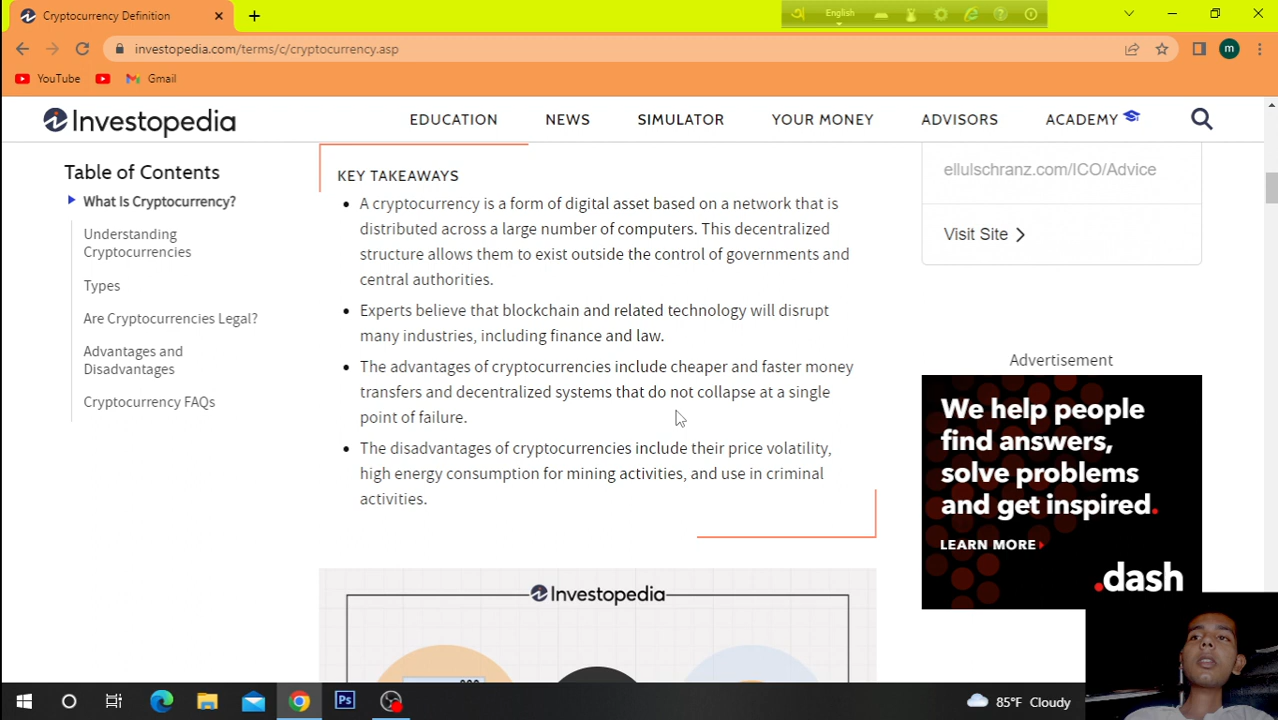 Cryptocurrency Definition
English
investopedia.com/terms/c/cryptocurrency.asp
m
YouTube
Gmail
Investopedia
EDUCATION
NEWS
SIMULATOR
YOUR MONEY
ADVISORS
ACADEMY
Table of Contents
What Is Cryptocurrency?
Understanding
Cryptocurrencies
Types
Are Cryptocurrencies Legal?
Advantages and
Disadvantages
Cryptocurrency FAQs
KEY TAKEAWAYS
A cryptocurrency is a form of digital asset based on a network that is
distributed across a large number of computers. This decentralized
structure allows them to exist outside the control of governments and
central authorities.
Experts believe that blockchain and related technology will disrupt
many industries, including finance and law.
The advantages of cryptocurrencies include cheaper and faster money
transfers and decentralized systems that do not collapse at a single
point of failure.
The disadvantages of cryptocurrencies include their price volatility,
high energy consumption for mining activities, and use in criminal
activities.
Investopedia
ellulschranz.com/ICO/Advice
Visit Site
Advertisement
We help people
find answers,
solve problems
and get inspired.
LEARN MORE
.dash
Ps
85°F Cloudy